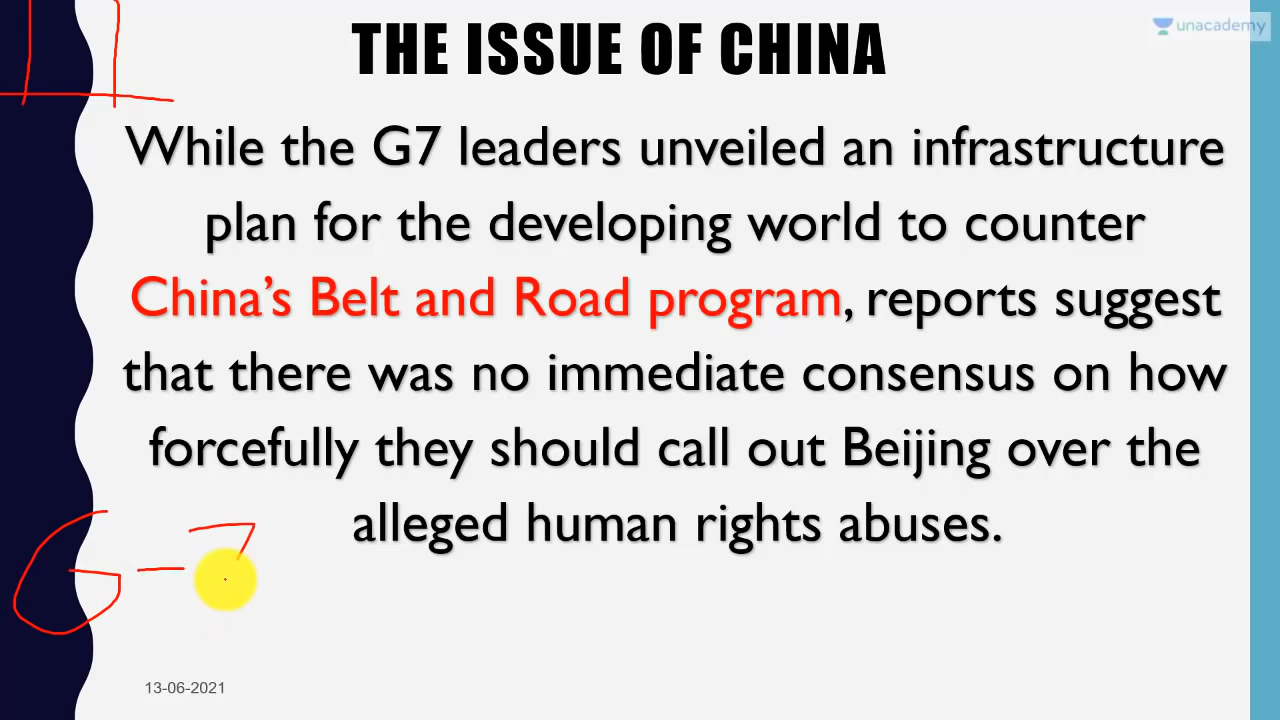 THE ISSUE OF CHINA
unacademy
While the G7 leaders unveiled an infrastructure
plan for the developing world to counter
China’s Belt and Road program, reports suggest
that there was no immediate consensus on how
forcefully they should call out Beijing over the
alleged human rights abuses.
G-7
13-06-2021